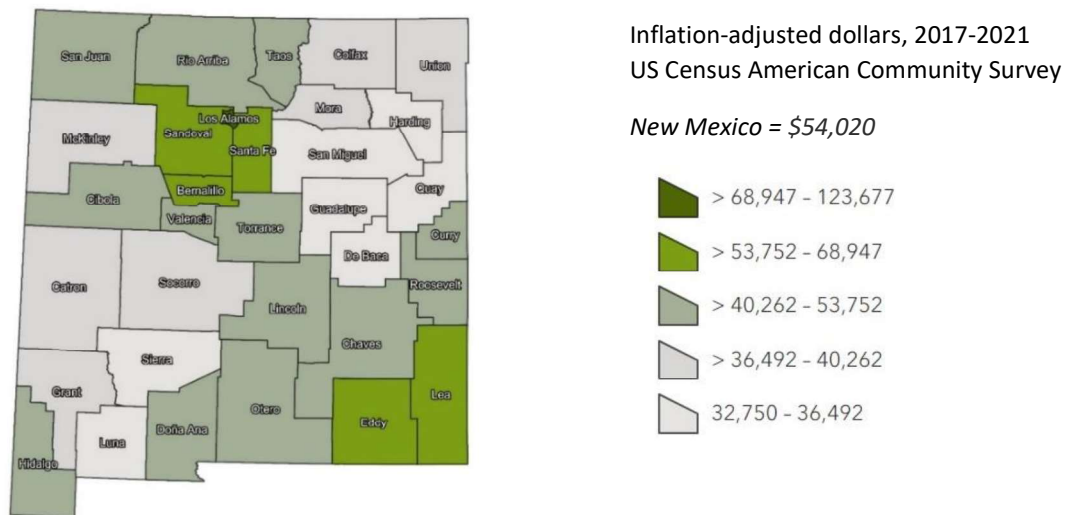 Inflation-adjusted dollars, 2017-2021
US Census American Community Survey
New Mexico = $54,020
> 68,947 - 123,677
> 53,752 - 68,947
> 40,262 - 53,752
> 36,492 - 40,262
32,750 - 36,492
San Juan
Rio Arriba
Taos
Colfax
Union
Los Alamos
Mora
Harding
McKinley
Sandoval
Santa Fe
San Miguel
Cibola
Bernalillo
Quay
Valencia
Torrance
Guadalupe
Curry
De Baca
Catron
Socorro
Lincoln
Roosevelt
Chaves
Sierra
Grant
Luna
Doña Ana
Otero
Eddy
Lea
Hidalgo